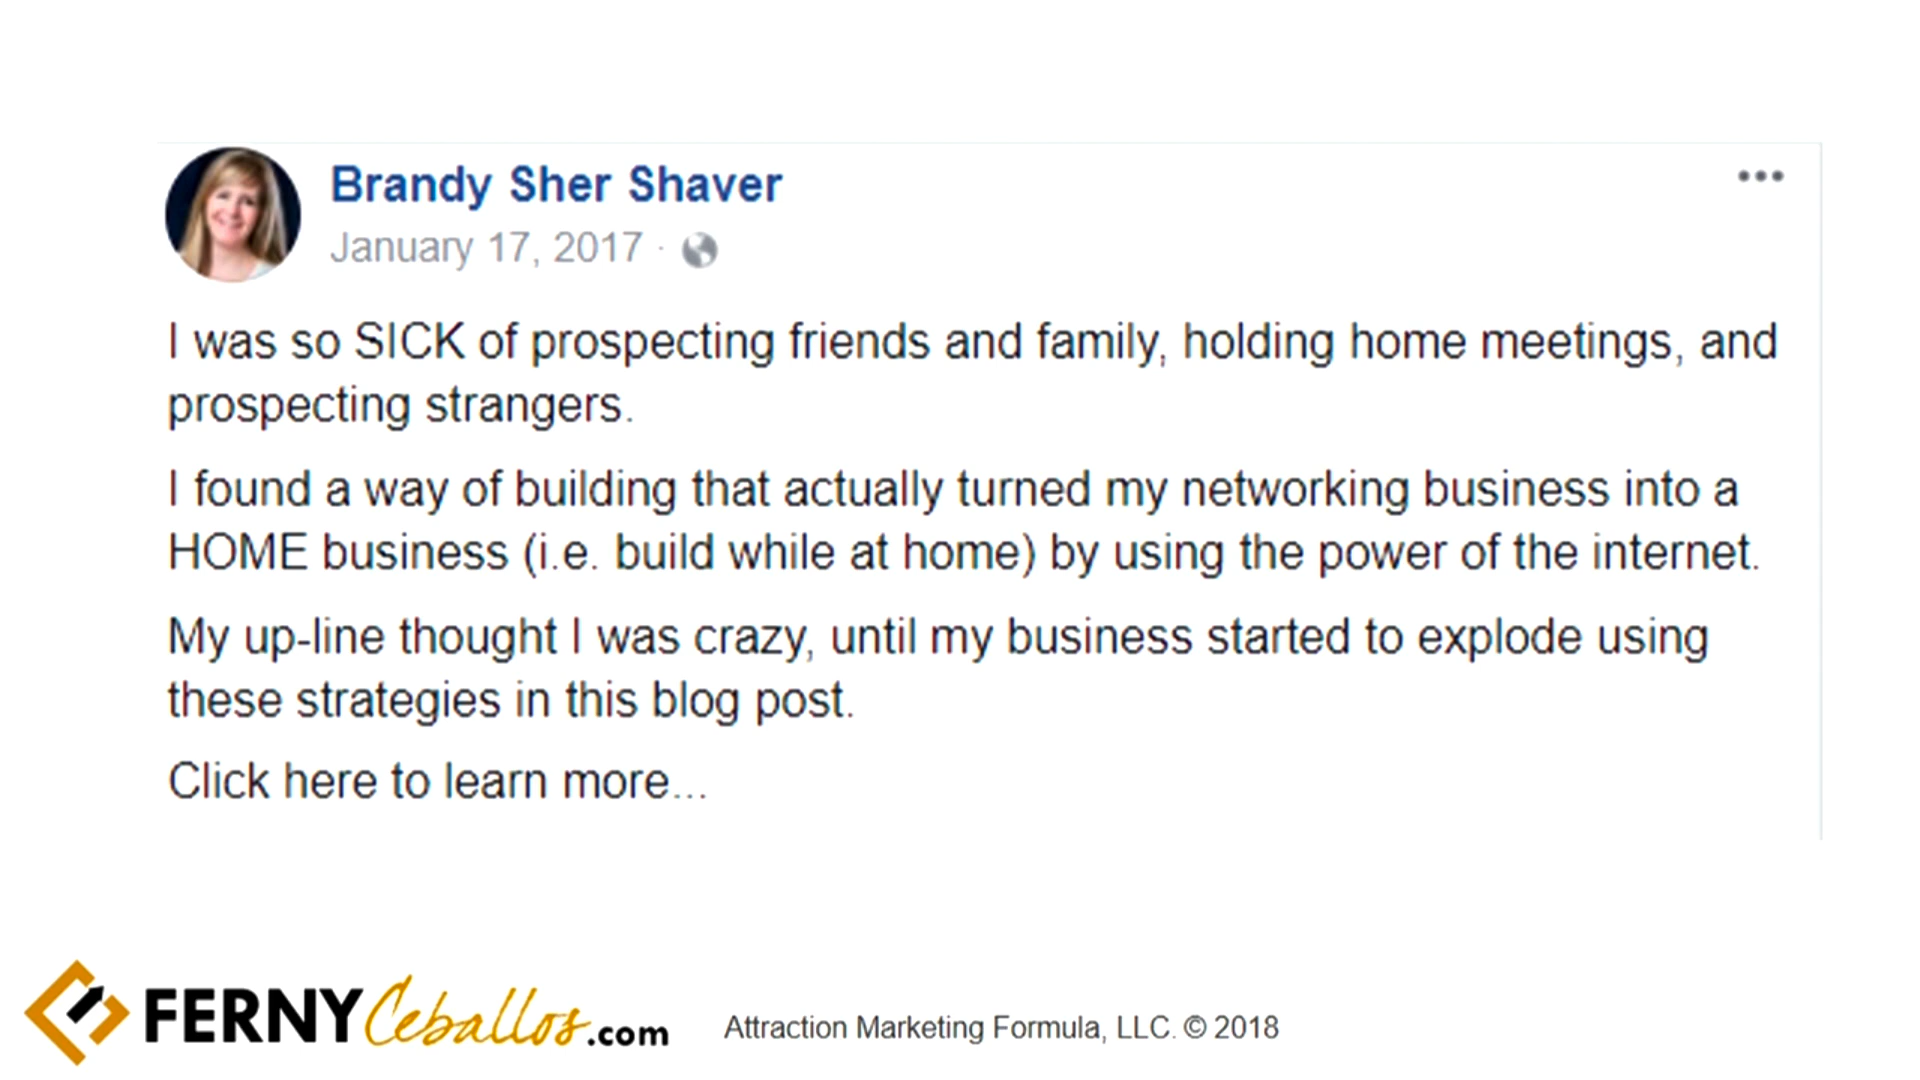 Brandy Sher Shaver
January 17, 2017 ·
I was so SICK of prospecting friends and family, holding home meetings, and
prospecting strangers.
I found a way of building that actually turned my networking business into a
HOME business (i.e. build while at home) by using the power of the internet.
My up-line thought I was crazy, until my business started to explode using
these strategies in this blog post.
Click here to learn more...
FERNY Ceballos .com
Attraction Marketing Formula, LLC. © 2018